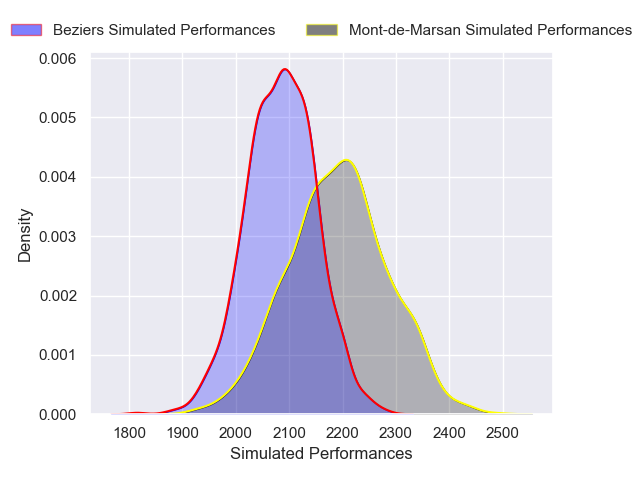 Beziers Simulated Performances Mont-de-Marsan Simulated Performances
0.006
0.005
0.004
0.003
0.002
0.001
0.000
Density
1800 1900 2000 2100 2200 2300 2400 2500
Simulated Performances